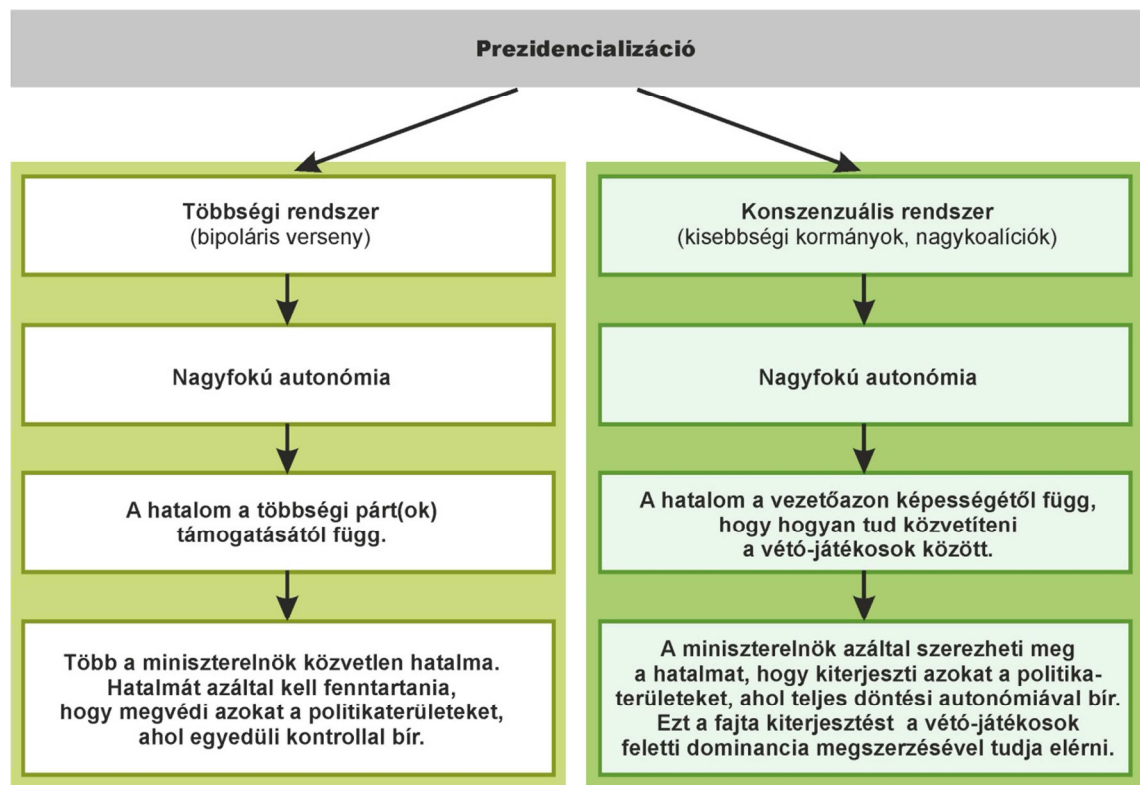 Prezidencializáció
Többségi rendszer
(bipoláris verseny)
Nagyfokú autonómia
A hatalom a többségi párt(ok)
támogatásától függ.
Több a miniszterelnök közvetlen hatalma.
Hatalmát azáltal kell fenntartania,
hogy megvédi azokat a politikaterületeket,
ahol egyedüli kontrollal bír.
Konszenzuális rendszer
(kisebbségi kormányok, nagykoalíciók)
Nagyfokú autonómia
A hatalom a vezetőazon képességétől függ,
hogy hogyan tud közvetíteni
a vétó-játékosok között.
A miniszterelnök azáltal szerezheti meg
a hatalmat, hogy kiterjeszti azokat a politika-
területeket, ahol teljes döntési autonómiával bír.
Ezt a fajta kiterjesztést a vétó-játékosok
feletti dominancia megszerzésével tudja elérni.